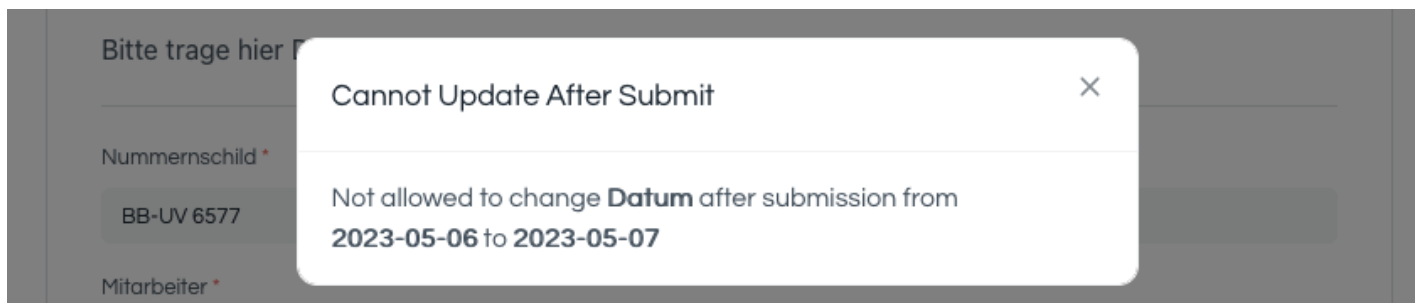 Bitte trage hier
Cannot Update After Submit
Nummernschild *
Not allowed to change Datum after submission from
BB-UV 6577
2023-05-06 to 2023-05-07
Mitarbeiter *